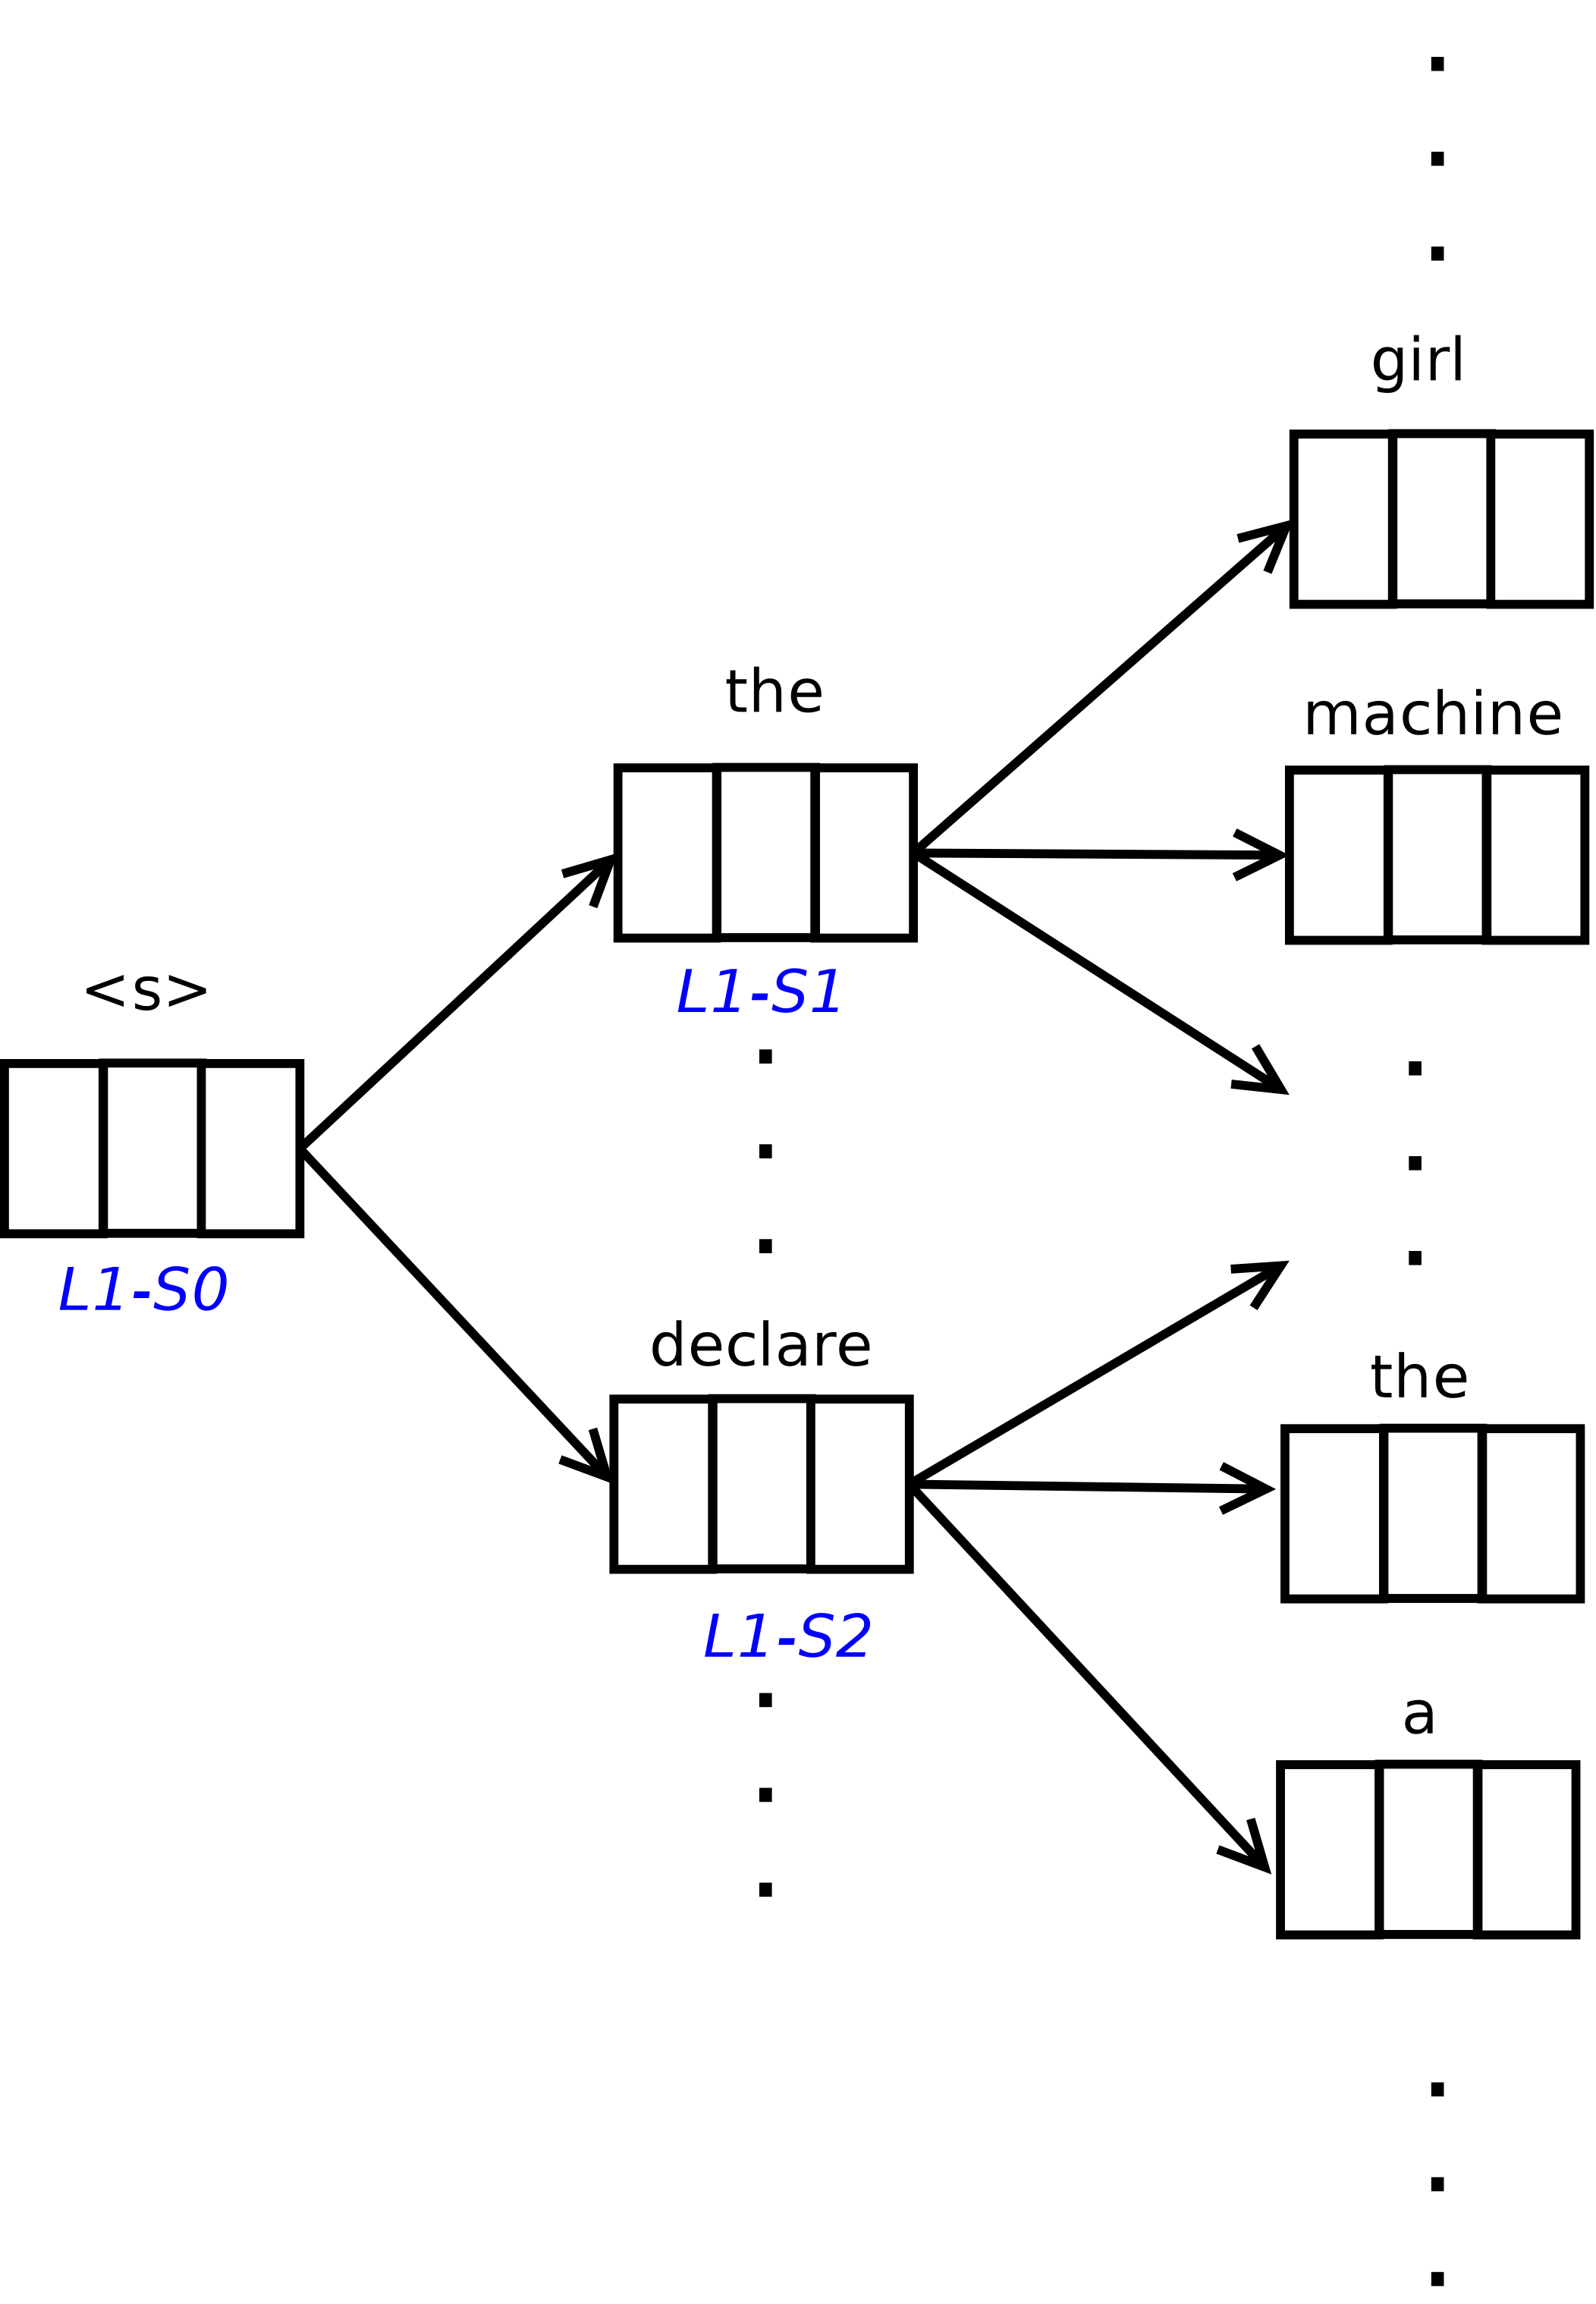 girl
the
machine
<s>
L1-S1
L1-S0
declare
the
L1-S2
a